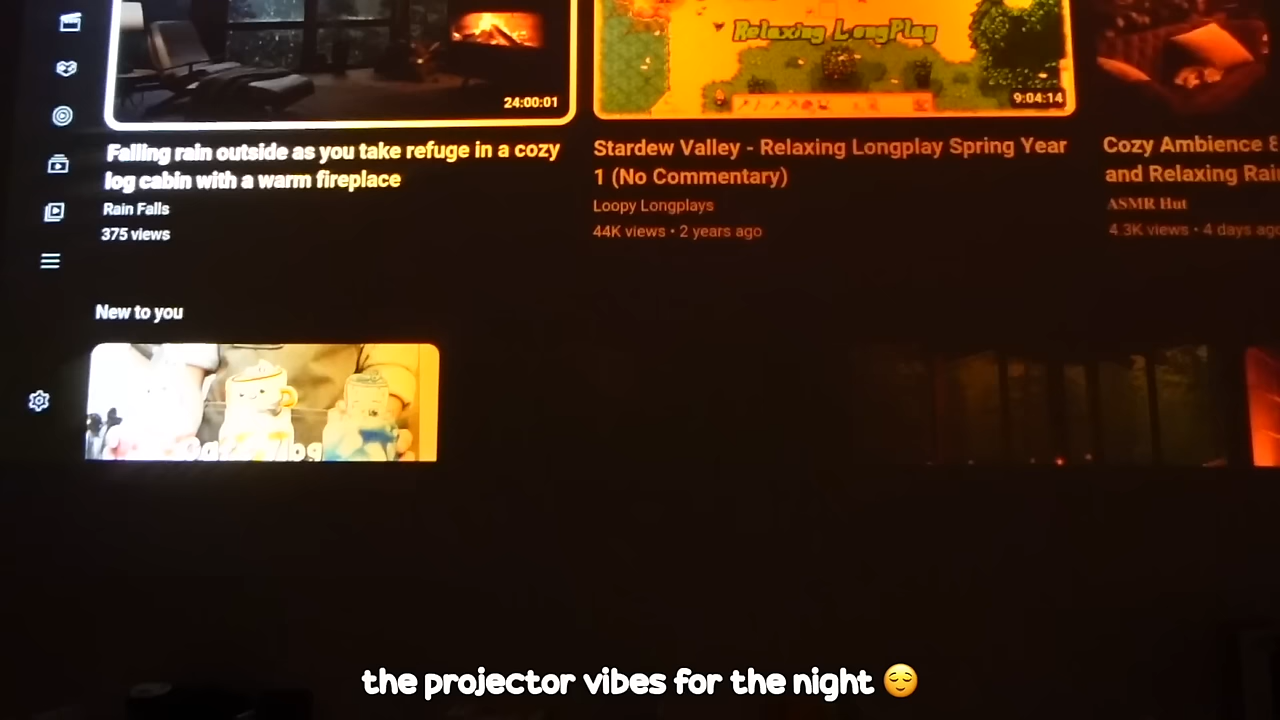 Relaxing LongPlay
24:00:01
9:04:14
Falling rain outside as you take refuge in a cozy
log cabin with a warm fireplace
Rain Falls
375 views
Stardew Valley - Relaxing Longplay Spring Year
1 (No Commentary)
Loopy Longplays
44K views • 2 years ago
Cozy Ambience &
and Relaxing Rai
ASMR Hut
4.3K views • 4 days ago
New to you
the projector vibes for the night 😌